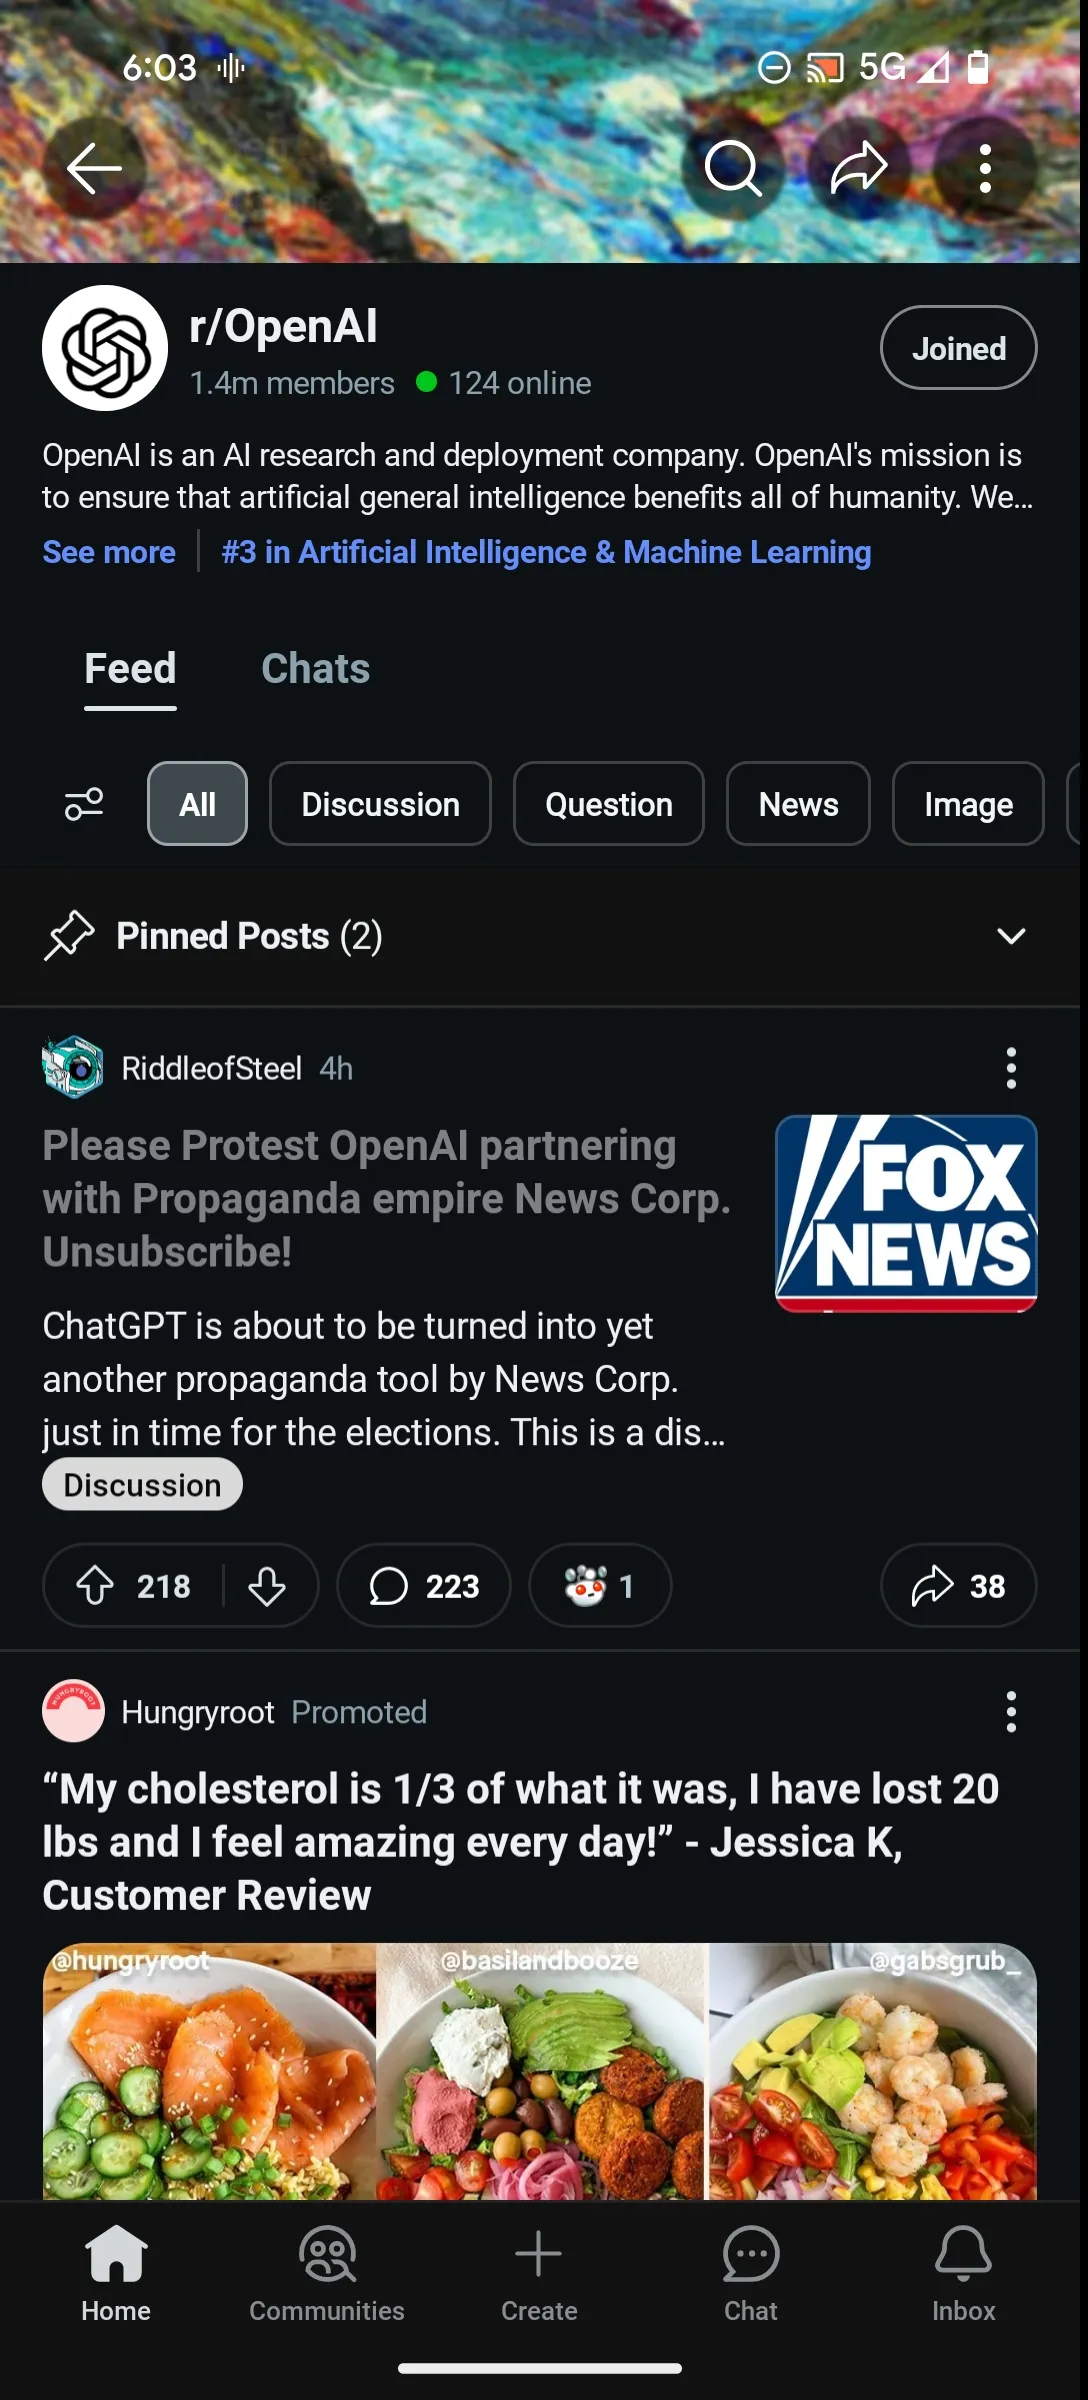 6:03
5G
r/OpenAI
1.4m members 124 online
Joined
OpenAI is an AI research and deployment company. OpenAI's mission is
to ensure that artificial general intelligence benefits all of humanity. We…
See more #3 in Artificial Intelligence & Machine Learning
Feed Chats
All Discussion Question News Image
Pinned Posts (2)
RiddleofSteel 4h
Please Protest OpenAI partnering
with Propaganda empire News Corp.
Unsubscribe!
FOX
NEWS
ChatGPT is about to be turned into yet
another propaganda tool by News Corp.
just in time for the elections. This is a dis…
Discussion
218 223 1 38
HUNGRYROOT
Hungryroot Promoted
“My cholesterol is 1/3 of what it was, I have lost 20
lbs and I feel amazing every day!” - Jessica K,
Customer Review
@hungryroot @basilandbooze @gabsgrub_
Home Communities Create Chat Inbox